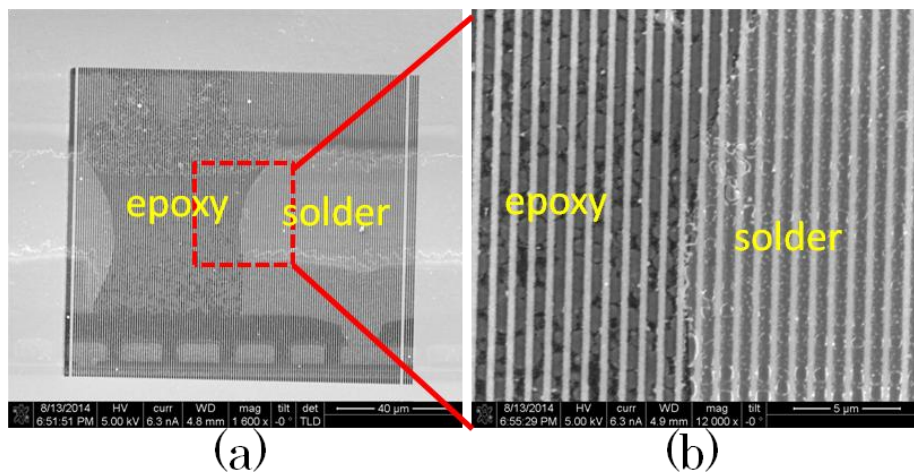 epoxy
solder
8/13/2014 HV curr WD mag tilt det
6:51:51 PM 5.00 kV 6.3 nA 4.8 mm 1 600 x -0° TLD 40 µm
(a)
epoxy
solder
8/13/2014 HV curr WD mag tilt
6:55:29 PM 5.00 kV 6.3 nA 4.9 mm 12 000 x -0° 5 µm
(b)